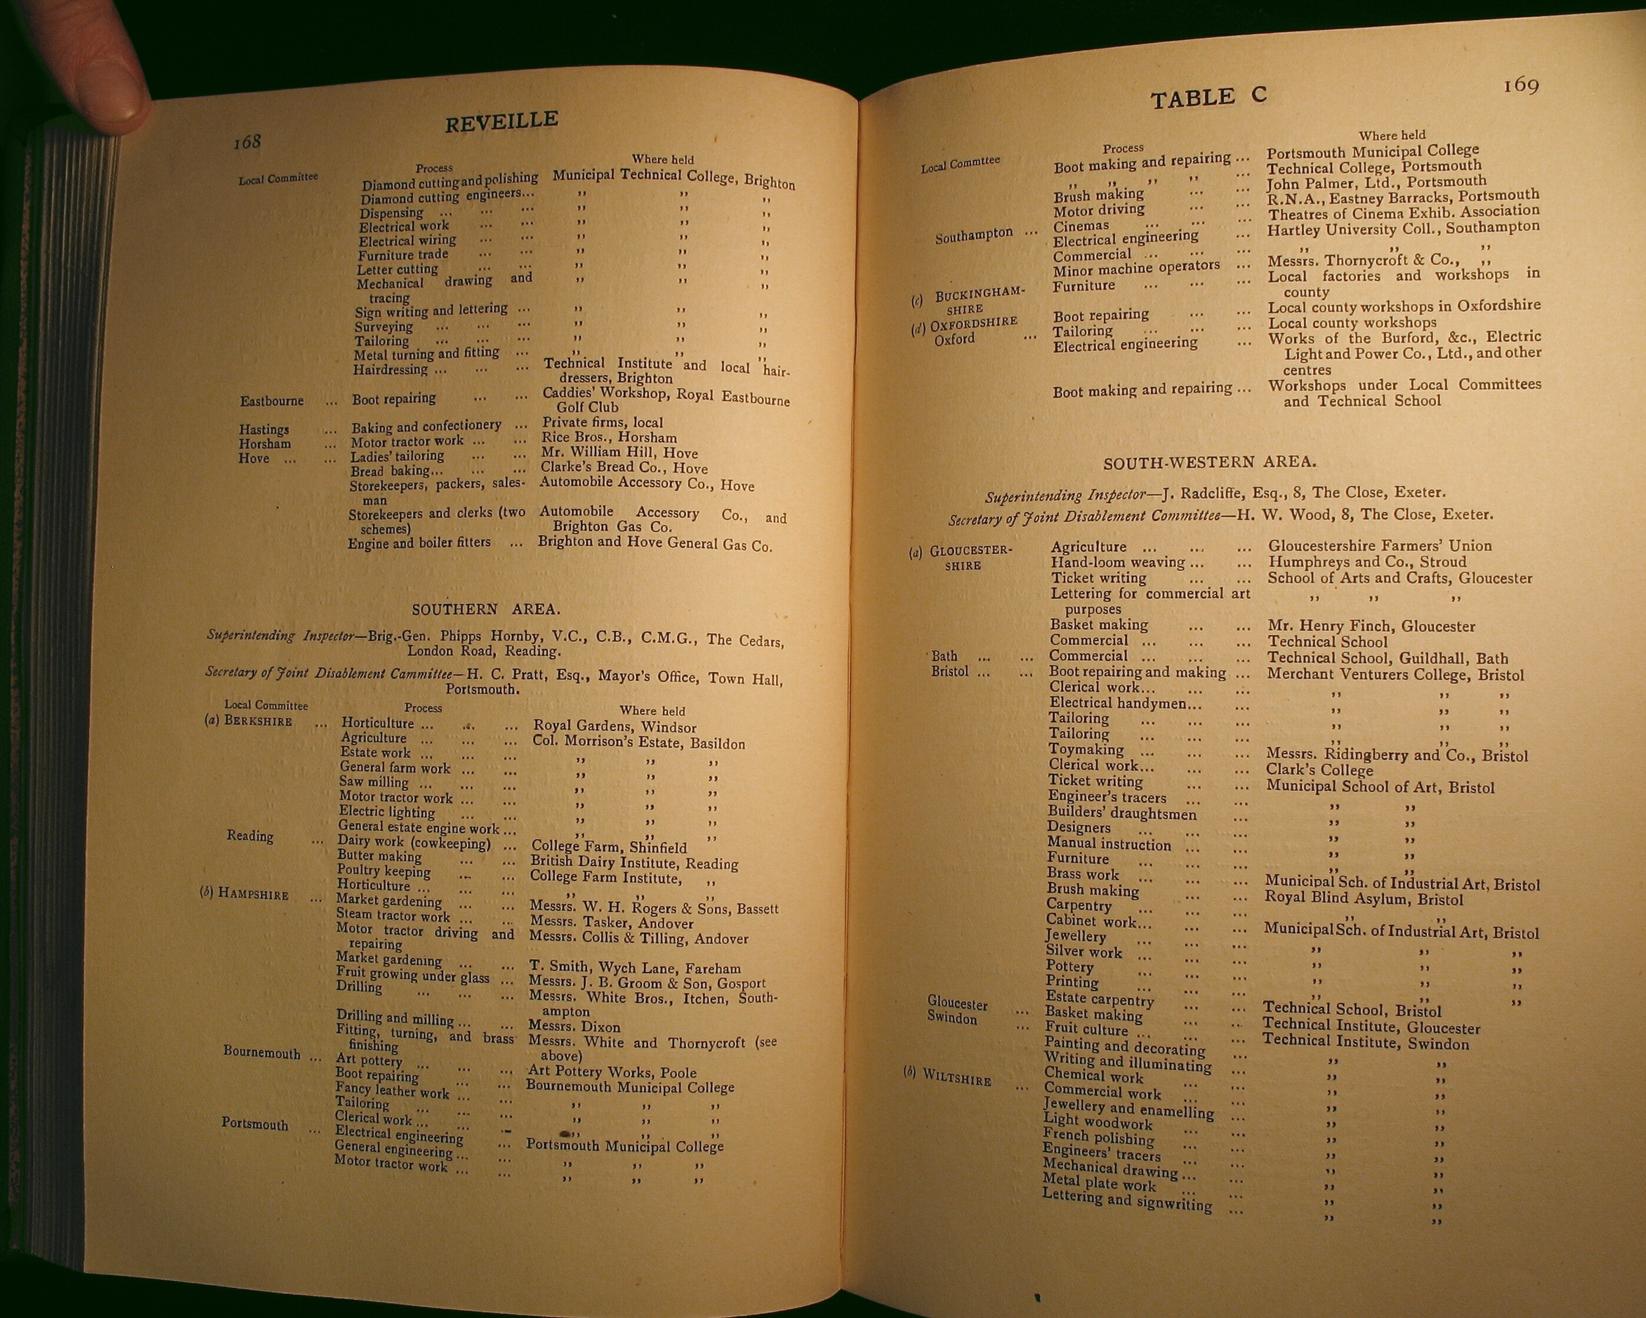 168
REVEILLE
Local Committee Process Where held
Diamond cutting and polishing Municipal Technical College, Brighton
Diamond cutting engineers... ,, ,, ,,
Dispensing ... ... ... ,, ,, ,,
Electrical work ... ... ,, ,, ,,
Electrical wiring ... ... ,, ,, ,,
Furniture trade ... ... ,, ,, ,,
Letter cutting ... ... ,, ,, ,,
Mechanical drawing and ,, ,, ,,
tracing
Sign writing and lettering ... ,, ,, ,,
Surveying ... ... ... ,, ,, ,,
Tailoring ... ... ... ,, ,, ,,
Metal turning and fitting ... ,, ,, ,,
Hairdressing ... ... ... Technical Institute and local hair-
dressers, Brighton
Eastbourne ... Boot repairing ... ... Caddies' Workshop, Royal Eastbourne
Golf Club
Hastings ... Baking and confectionery ... Private firms, local
Horsham ... Motor tractor work ... ... Rice Bros., Horsham
Hove ... ... Ladies' tailoring ... ... Mr. William Hill, Hove
Bread baking... ... ... Clarke's Bread Co., Hove
Storekeepers, packers, sales- Automobile Accessory Co., Hove
man
Storekeepers and clerks (two Automobile Accessory Co., and
schemes) Brighton Gas Co.
Engine and boiler fitters ... Brighton and Hove General Gas Co.
SOUTHERN AREA.
Superintending Inspector—Brig.-Gen. Phipps Hornby, V.C., C.B., C.M.G., The Cedars,
London Road, Reading.
Secretary of Joint Disablement Cammittee—H. C. Pratt, Esq., Mayor's Office, Town Hall,
Portsmouth.
Local Committee Process Where held
(a) BERKSHIRE ... Horticulture ... ... ... Royal Gardens, Windsor
Agriculture ... ... ... Col. Morrison's Estate, Basildon
Estate work ... ... ... ,, ,, ,,
General farm work ... ... ,, ,, ,,
Saw milling ... ... ... ,, ,, ,,
Motor tractor work ... ... ,, ,, ,,
Electric lighting ... ... ,, ,, ,,
General estate engine work ... ,, ,, ,,
Reading ... Dairy work (cowkeeping) ... College Farm, Shinfield
Butter making ... ... British Dairy Institute, Reading
Poultry keeping ... ... College Farm Institute, ,,
Horticulture ... ... ... ,, ,, ,,
(b) HAMPSHIRE ... Market gardening ... ... Messrs. W. H. Rogers & Sons, Bassett
Steam tractor work ... ... Messrs. Tasker, Andover
Motor tractor driving and Messrs. Collis & Tilling, Andover
repairing
Market gardening ... ... T. Smith, Wych Lane, Fareham
Fruit growing under glass ... Messrs. J. B. Groom & Son, Gosport
Drilling ... ... ... Messrs. White Bros., Itchen, South-
ampton
Drilling and milling ... ... Messrs. Dixon
Fitting, turning, and brass Messrs. White and Thornycroft (see
finishing above)
Bournemouth ... Art pottery ... ... ... Art Pottery Works, Poole
Boot repairing ... ... Bournemouth Municipal College
Fancy leather work ... ... ,, ,, ,,
Tailoring ... ... ... ,, ,, ,,
Clerical work ... ... ... ,, ,, ,,
Portsmouth ... Electrical engineering ... Portsmouth Municipal College
General engineering ... ... ,, ,, ,,
Motor tractor work ... ... ,, ,, ,,
TABLE C
169
Local Commttee Process Where held
Boot making and repairing ... Portsmouth Municipal College
,, ,, ,, ,, ... Technical College, Portsmouth
Brush making ... ... John Palmer, Ltd., Portsmouth
Motor driving ... ... R.N.A., Eastney Barracks, Portsmouth
Cinemas ... ... ... Theatres of Cinema Exhib. Association
Southampton ... Electrical engineering ... Hartley University Coll., Southampton
Commercial ... ... ... ,, ,, ,,
Minor machine operators ... Messrs. Thornycroft & Co., ,,
(c) BUCKINGHAM- Furniture ... ... ... Local factories and workshops in
SHIRE county
(d) OXFORDSHIRE Boot repairing ... ... Local county workshops in Oxfordshire
Tailoring ... ... ... Local county workshops
Oxford ... Electrical engineering ... Works of the Burford, &c., Electric
Light and Power Co., Ltd., and other
centres
Boot making and repairing ... Workshops under Local Committees
and Technical School
SOUTH-WESTERN AREA.
Superintending Inspector—J. Radcliffe, Esq., 8, The Close, Exeter.
Secretary of Joint Disablement Committee—H. W. Wood, 8, The Close, Exeter.
(a) GLOUCESTER- Agriculture ... ... ... Gloucestershire Farmers' Union
SHIRE Hand-loom weaving ... ... Humphreys and Co., Stroud
Ticket writing ... ... School of Arts and Crafts, Gloucester
Lettering for commercial art ,, ,, ,,
purposes
Basket making ... ... Mr. Henry Finch, Gloucester
Commercial ... ... ... Technical School
Bath ... ... Commercial ... ... ... Technical School, Guildhall, Bath
Bristol ... ... Boot repairing and making ... Merchant Venturers College, Bristol
Clerical work... ... ... ,, ,, ,,
Electrical handymen... ... ,, ,, ,,
Tailoring ... ... ... ,, ,, ,,
Tailoring ... ... ... ,, ,, ,,
Toymaking ... ... ... Messrs. Ridingberry and Co., Bristol
Clerical work... ... ... Clark's College
Ticket writing ... ... Municipal School of Art, Bristol
Engineer's tracers ... ... ,, ,,
Builders' draughtsmen ... ,, ,,
Designers ... ... ... ,, ,,
Manual instruction ... ... ,, ,,
Furniture ... ... ... ,, ,,
Brass work ... ... ... Municipal Sch. of Industrial Art, Bristol
Brush making ... ... Royal Blind Asylum, Bristol
Carpentry ... ... ... ,, ,,
Cabinet work... ... ... Municipal Sch. of Industrial Art, Bristol
Jewellery ... ... ... ,, ,, ,,
Silver work ... ... ... ,, ,, ,,
Pottery ... ... ... ,, ,, ,,
Printing ... ... ... ,, ,, ,,
Estate carpentry ... ... Technical School, Bristol
Gloucester ... Basket making ... ... Technical Institute, Gloucester
Swindon ... Fruit culture ... ... ... Technical Institute, Swindon
Painting and decorating ... ,, ,,
Writing and illuminating ... ,, ,,
(b) WILTSHIRE ... Chemical work ... ... ,, ,,
Commercial work ... ... ,, ,,
Jewellery and enamelling ... ,, ,,
Light woodwork ... ... ,, ,,
French polishing ... ... ,, ,,
Engineers' tracers ... ... ,, ,,
Mechanical drawing ... ... ,, ,,
Metal plate work ... ... ,, ,,
Lettering and signwriting ... ,, ,,